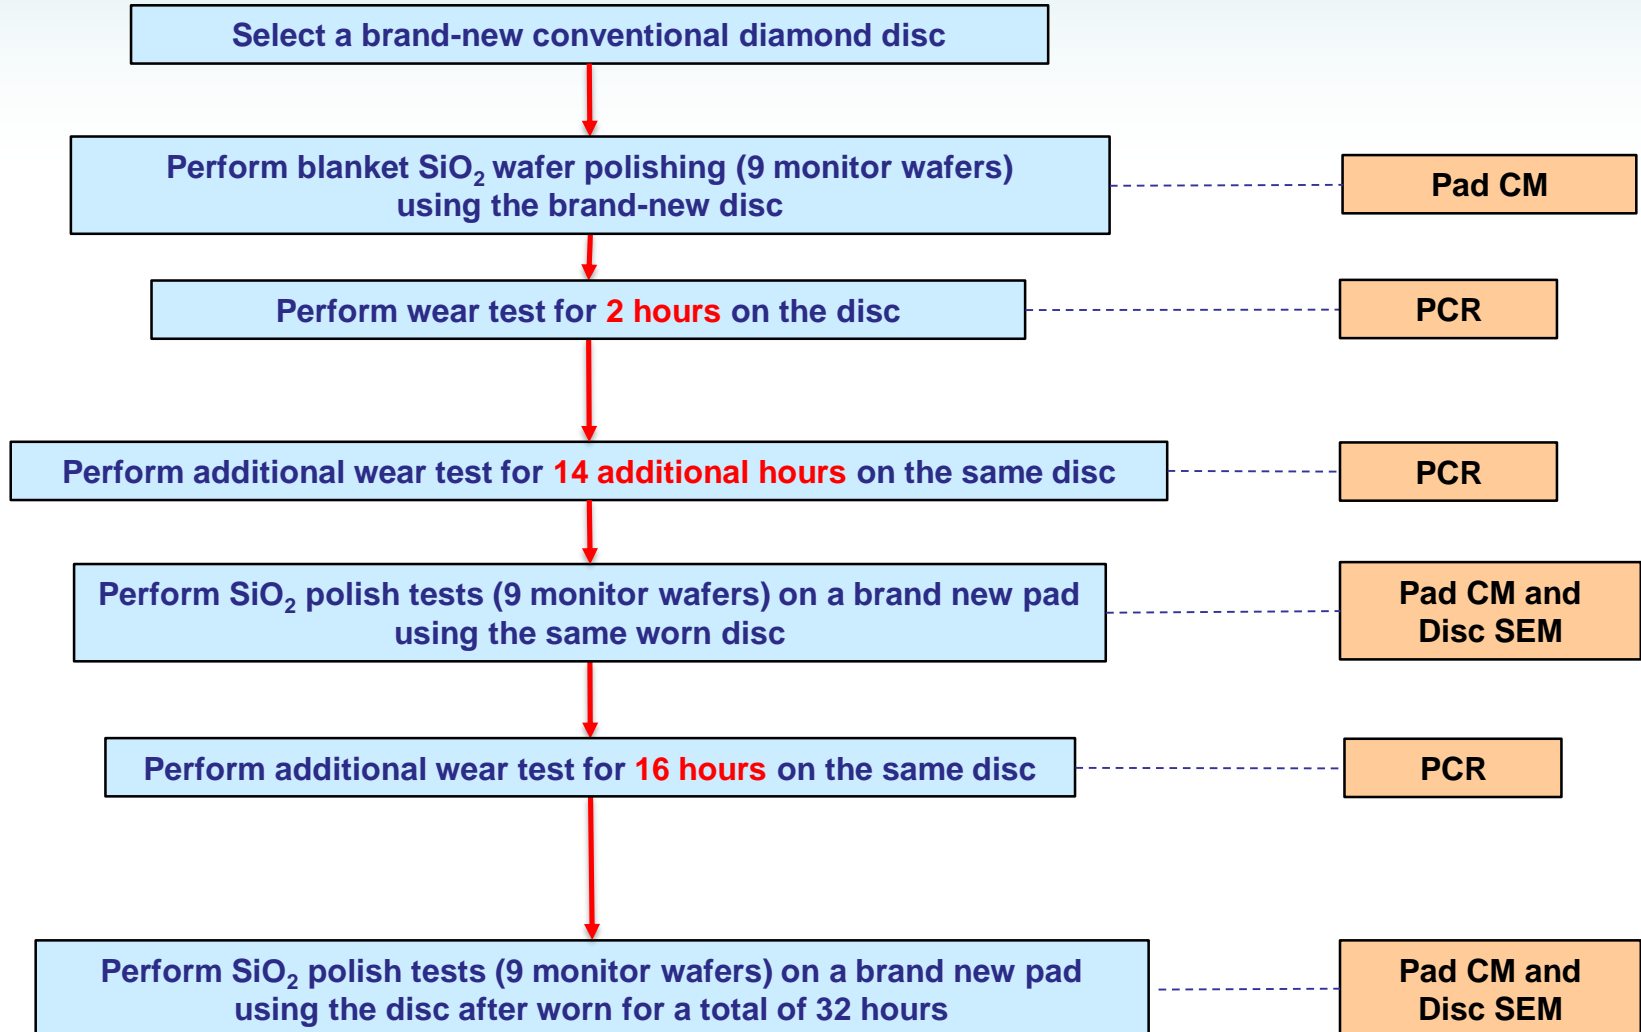 Select a brand-new conventional diamond disc
Perform blanket SiO₂ wafer polishing (9 monitor wafers)
using the brand-new disc
Pad CM
Perform wear test for 2 hours on the disc
PCR
Perform additional wear test for 14 additional hours on the same disc
PCR
Perform SiO₂ polish tests (9 monitor wafers) on a brand new pad
using the same worn disc
Pad CM and
Disc SEM
Perform additional wear test for 16 hours on the same disc
PCR
Perform SiO₂ polish tests (9 monitor wafers) on a brand new pad
using the disc after worn for a total of 32 hours
Pad CM and
Disc SEM